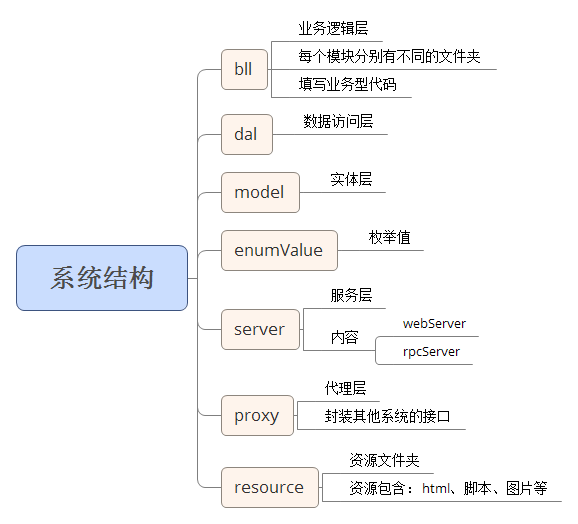 系统结构
bll
业务逻辑层
每个模块分别有不同的文件夹
填写业务型代码
dal
数据访问层
model
实体层
enumValue
枚举值
server
服务层
内容
webServer
rpcServer
proxy
代理层
封装其他系统的接口
resource
资源文件夹
资源包含：html、脚本、图片等